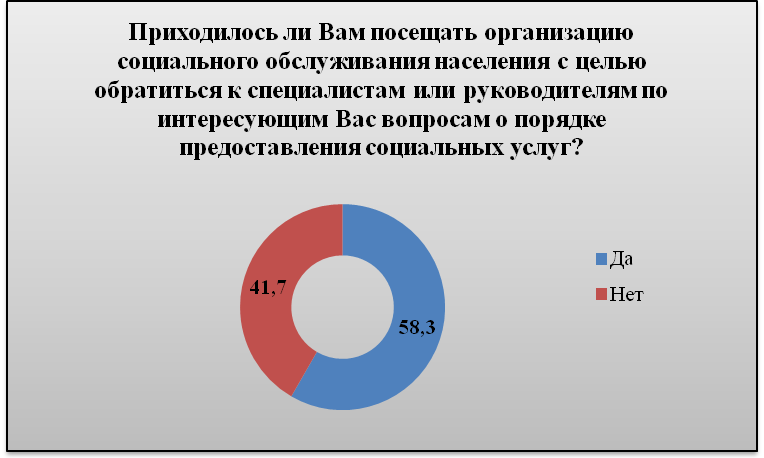 Приходилось ли Вам посещать организацию
социального обслуживания населения с целью
обратиться к специалистам или руководителям по
интересующим Вас вопросам о порядке
предоставления социальных услуг?
41,7
58,3
Да
Нет